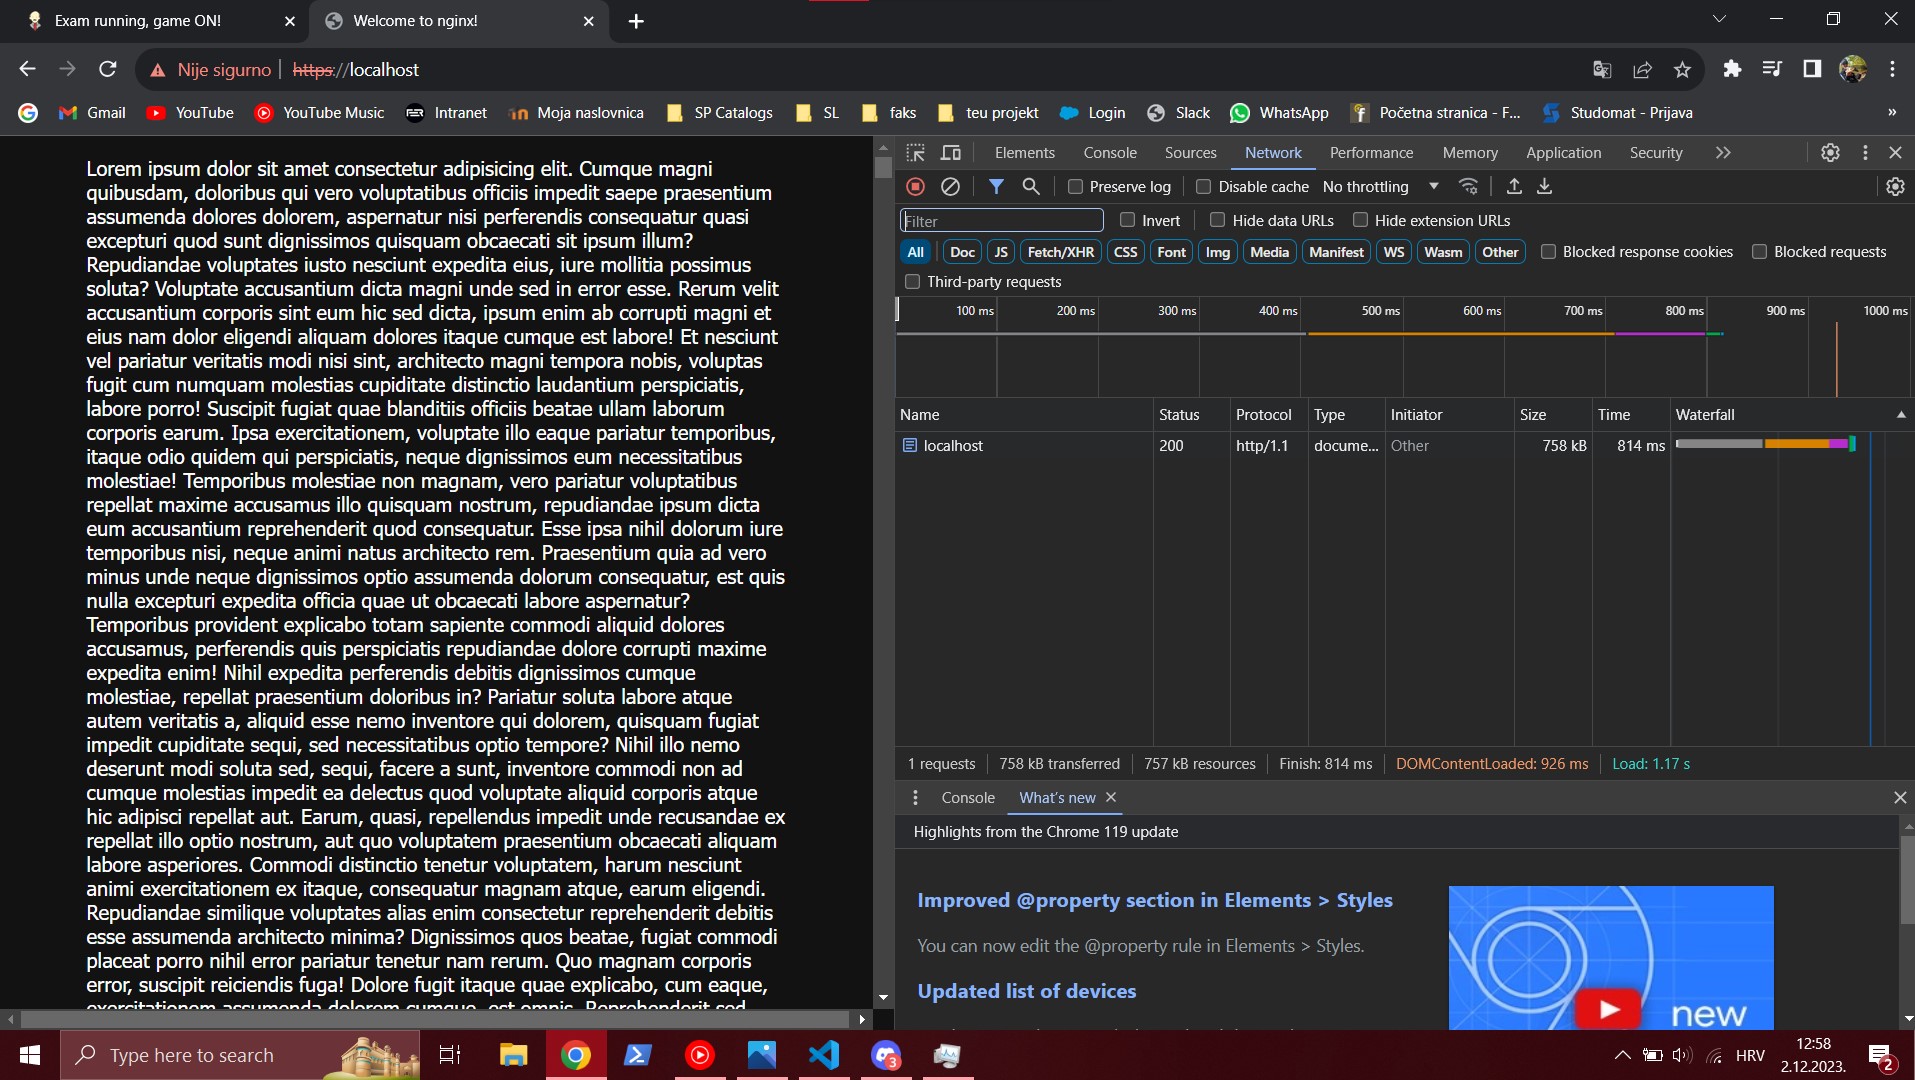 Exam running, game ON!
Welcome to nginx!
Nije sigurno
https://localhost
Gmail
YouTube
YouTube Music
Intranet
Moja naslovnica
SP Catalogs
SL
faks
teu projekt
Login
Slack
WhatsApp
Početna stranica - F...
Studomat - Prijava
»
Lorem ipsum dolor sit amet consectetur adipisicing elit. Cumque magni
quibusdam, doloribus qui vero voluptatibus officiis impedit saepe praesentium
assumenda dolores dolorem, aspernatur nisi perferendis consequatur quasi
excepturi quod sunt dignissimos quisquam obcaecati sit ipsum illum?
Repudiandae voluptates iusto nesciunt expedita eius, iure mollitia possimus
soluta? Voluptate accusantium dicta magni unde sed in error esse. Rerum velit
accusantium corporis sint eum hic sed dicta, ipsum enim ab corrupti magni et
eius nam dolor eligendi aliquam dolores itaque cumque est labore! Et nesciunt
vel pariatur veritatis modi nisi sint, architecto magni tempora nobis, voluptas
fugit cum numquam molestias cupiditate distinctio laudantium perspiciatis,
labore porro! Suscipit fugiat quae blanditiis officiis beatae ullam laborum
corporis earum. Ipsa exercitationem, voluptate illo eaque pariatur temporibus,
itaque odio quidem qui perspiciatis, neque dignissimos eum necessitatibus
molestiae! Temporibus molestiae non magnam, vero pariatur voluptatibus
repellat maxime accusamus illo quisquam nostrum, repudiandae ipsum dicta
eum accusantium reprehenderit quod consequatur. Esse ipsa nihil dolorum iure
temporibus nisi, neque animi natus architecto rem. Praesentium quia ad vero
minus unde neque dignissimos optio assumenda dolorum consequatur, est quis
nulla excepturi expedita officia quae ut obcaecati labore aspernatur?
Temporibus provident explicabo totam sapiente commodi aliquid dolores
accusamus, perferendis quis perspiciatis repudiandae dolore corrupti maxime
expedita enim! Nihil expedita perferendis debitis dignissimos cumque
molestiae, repellat praesentium doloribus in? Pariatur soluta labore atque
autem veritatis a, aliquid esse nemo inventore qui dolorem, quisquam fugiat
impedit cupiditate sequi, sed necessitatibus optio tempore? Nihil illo nemo
deserunt modi soluta sed, sequi, facere a sunt, inventore commodi non ad
cumque molestias impedit ea delectus quod voluptate aliquid corporis atque
hic adipisci repellat aut. Earum, quasi, repellendus impedit unde recusandae ex
repellat illo optio nostrum, aut quo voluptatem praesentium obcaecati aliquam
labore asperiores. Commodi distinctio tenetur voluptatem, harum nesciunt
animi exercitationem ex itaque, consequatur magnam atque, earum eligendi.
Repudiandae similique voluptates alias enim consectetur reprehenderit debitis
esse assumenda architecto minima? Dignissimos quos beatae, fugiat commodi
placeat porro nihil error pariatur tenetur nam rerum. Quo magnam corporis
error, suscipit reiciendis fuga! Dolore fugit itaque quae explicabo, cum eaque,
exercitationem assumenda dolorem cumque, est omnis. Reprehenderit sed
Elements
Console
Sources
Network
Performance
Memory
Application
Security
Preserve log
Disable cache
No throttling
Filter
Invert
Hide data URLs
Hide extension URLs
All
Doc
JS
Fetch/XHR
CSS
Font
Img
Media
Manifest
WS
Wasm
Other
Blocked response cookies
Blocked requests
Third-party requests
100 ms
200 ms
300 ms
400 ms
500 ms
600 ms
700 ms
800 ms
900 ms
1000 ms
Name
Status
Protocol
Type
Initiator
Size
Time
Waterfall
localhost
200
http/1.1
docume...
Other
758 kB
814 ms
1 requests
758 kB transferred
757 kB resources
Finish: 814 ms
DOMContentLoaded: 926 ms
Load: 1.17 s
Console
What's new
Highlights from the Chrome 119 update
Improved @property section in Elements > Styles
You can now edit the @property rule in Elements > Styles.
Updated list of devices
new
Type here to search
3
HRV
12:58
2.12.2023.
2